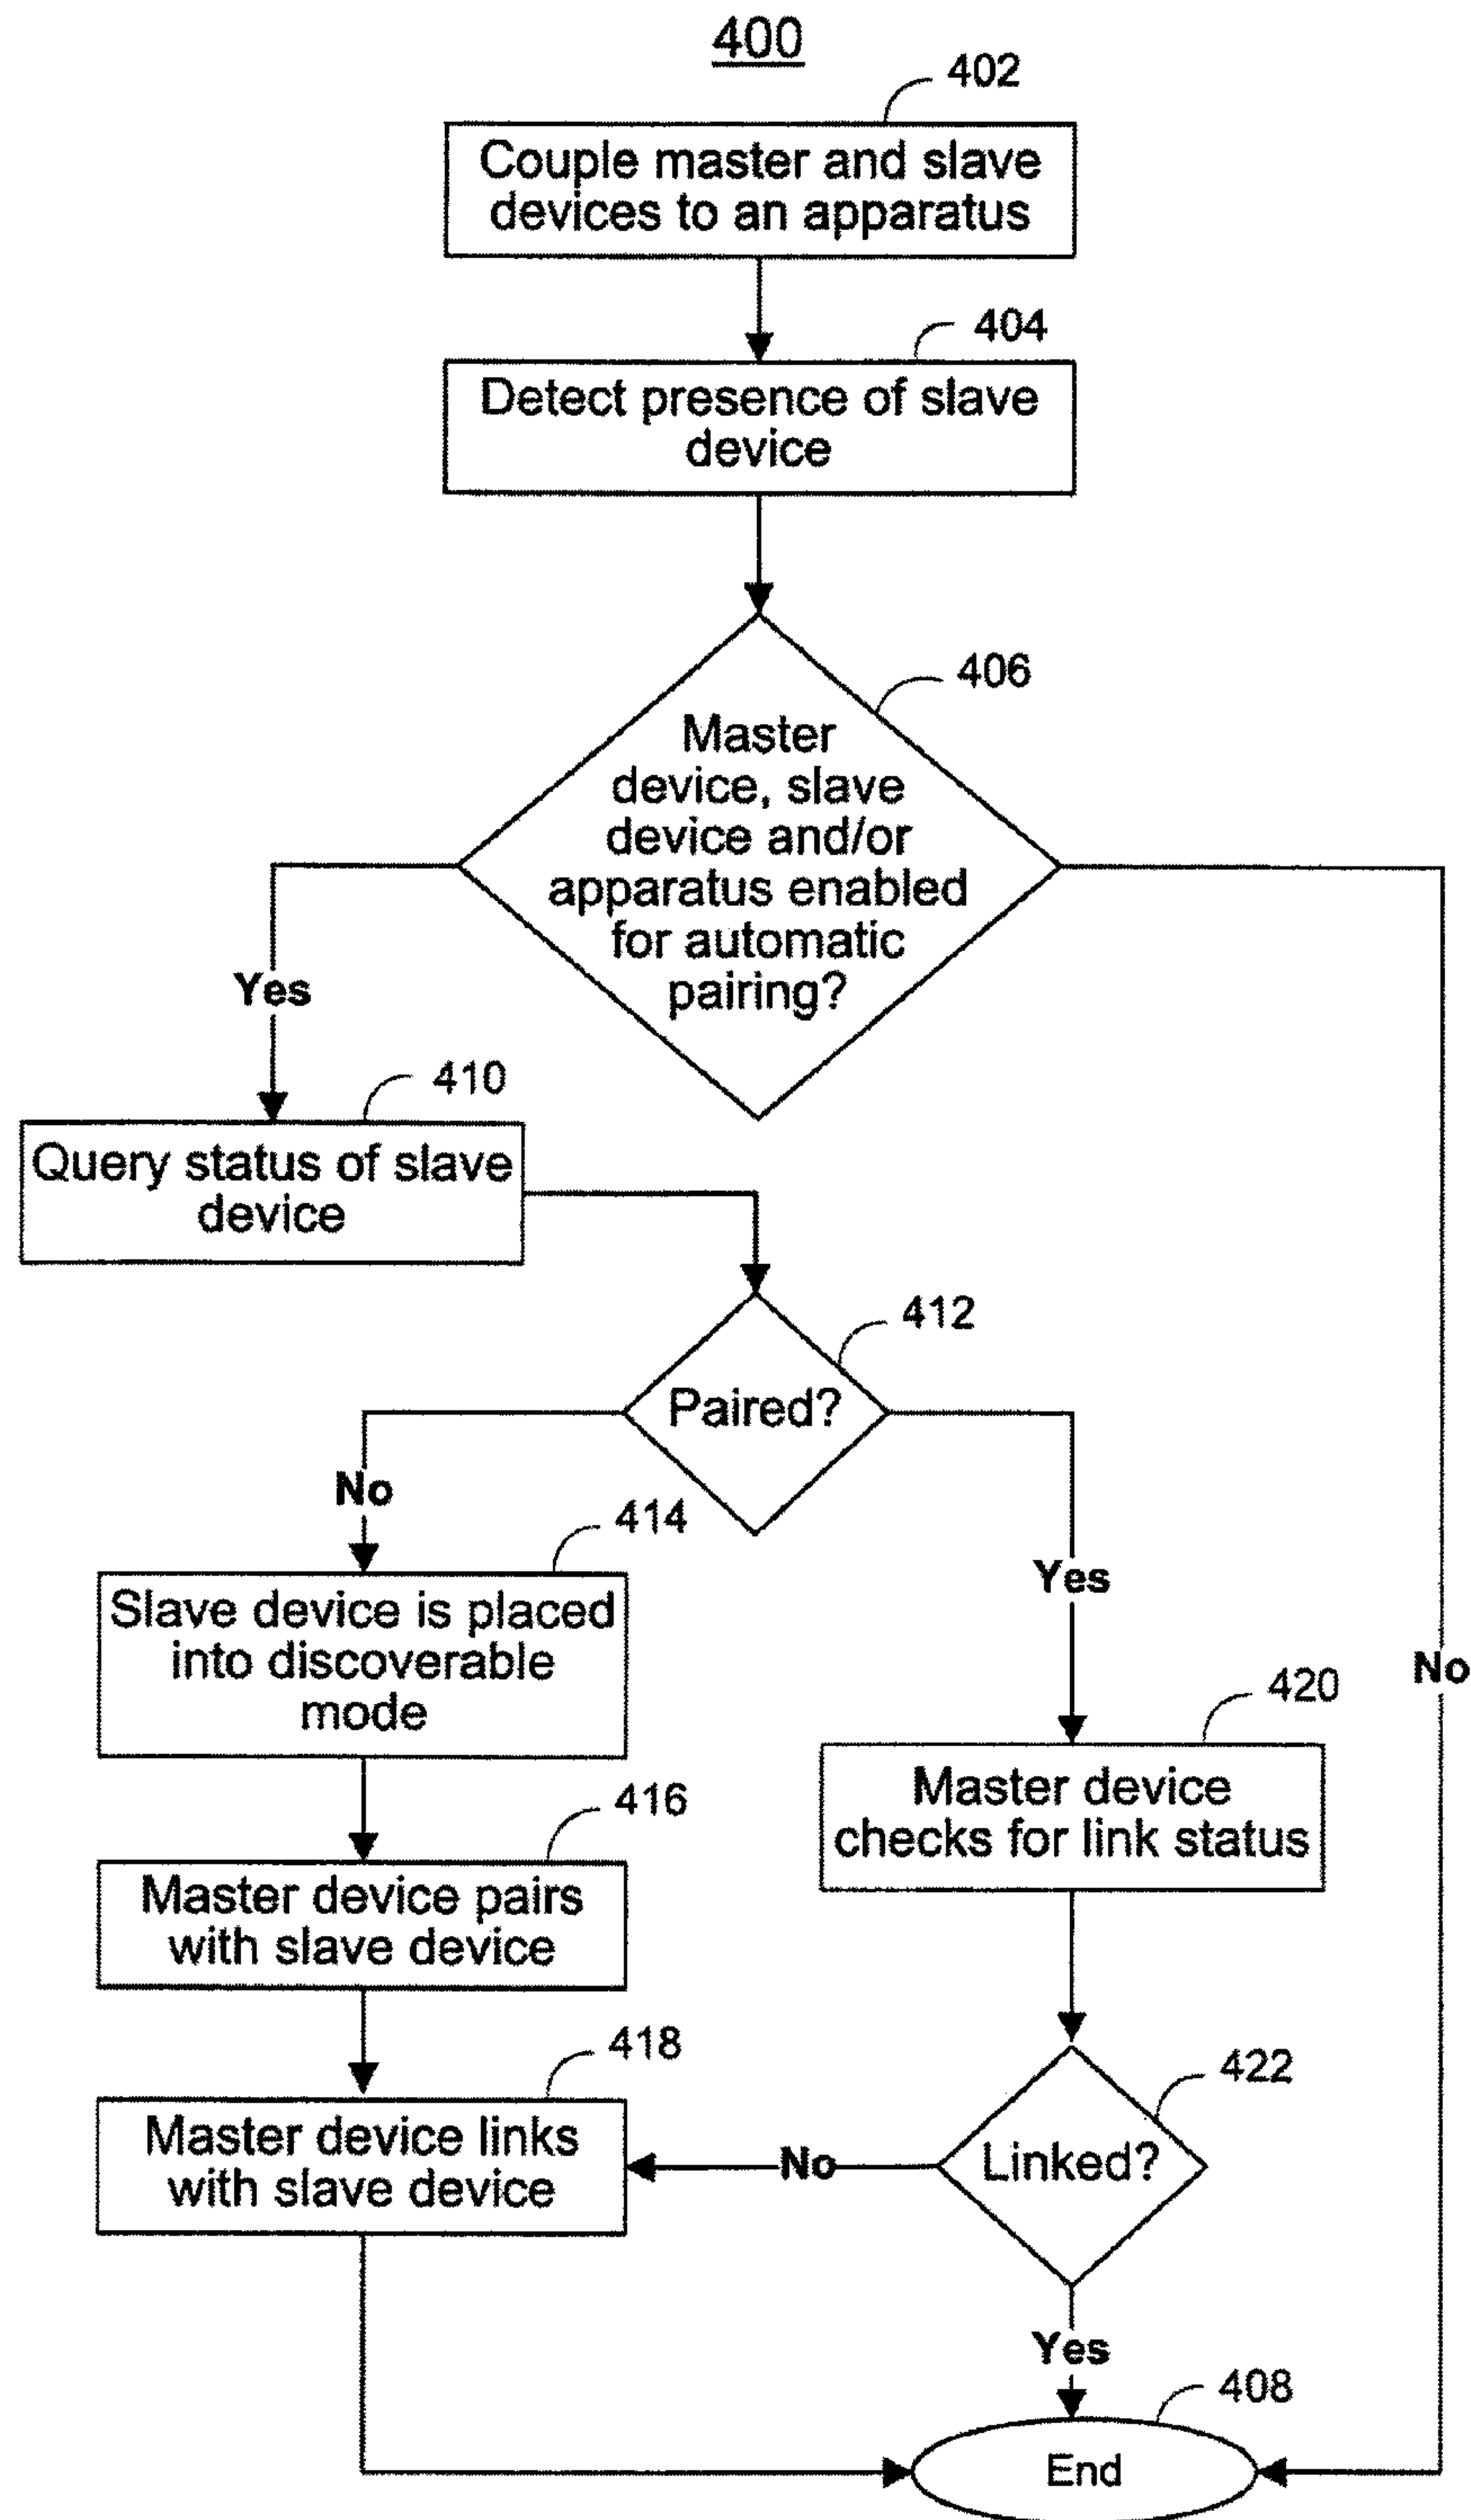 400
402
Couple master and slave
devices to an apparatus
404
Detect presence of slave
device
406
Master
device, slave
device and/or
apparatus enabled
for automatic
pairing?
Yes
410
Query status of slave
device
412
Paired?
No
414
Slave device is placed
into discoverable
mode
Yes
No
420
Master device
checks for link status
416
Master device pairs
with slave device
418
Master device links
with slave device
422
Linked?
No
Yes
408
End